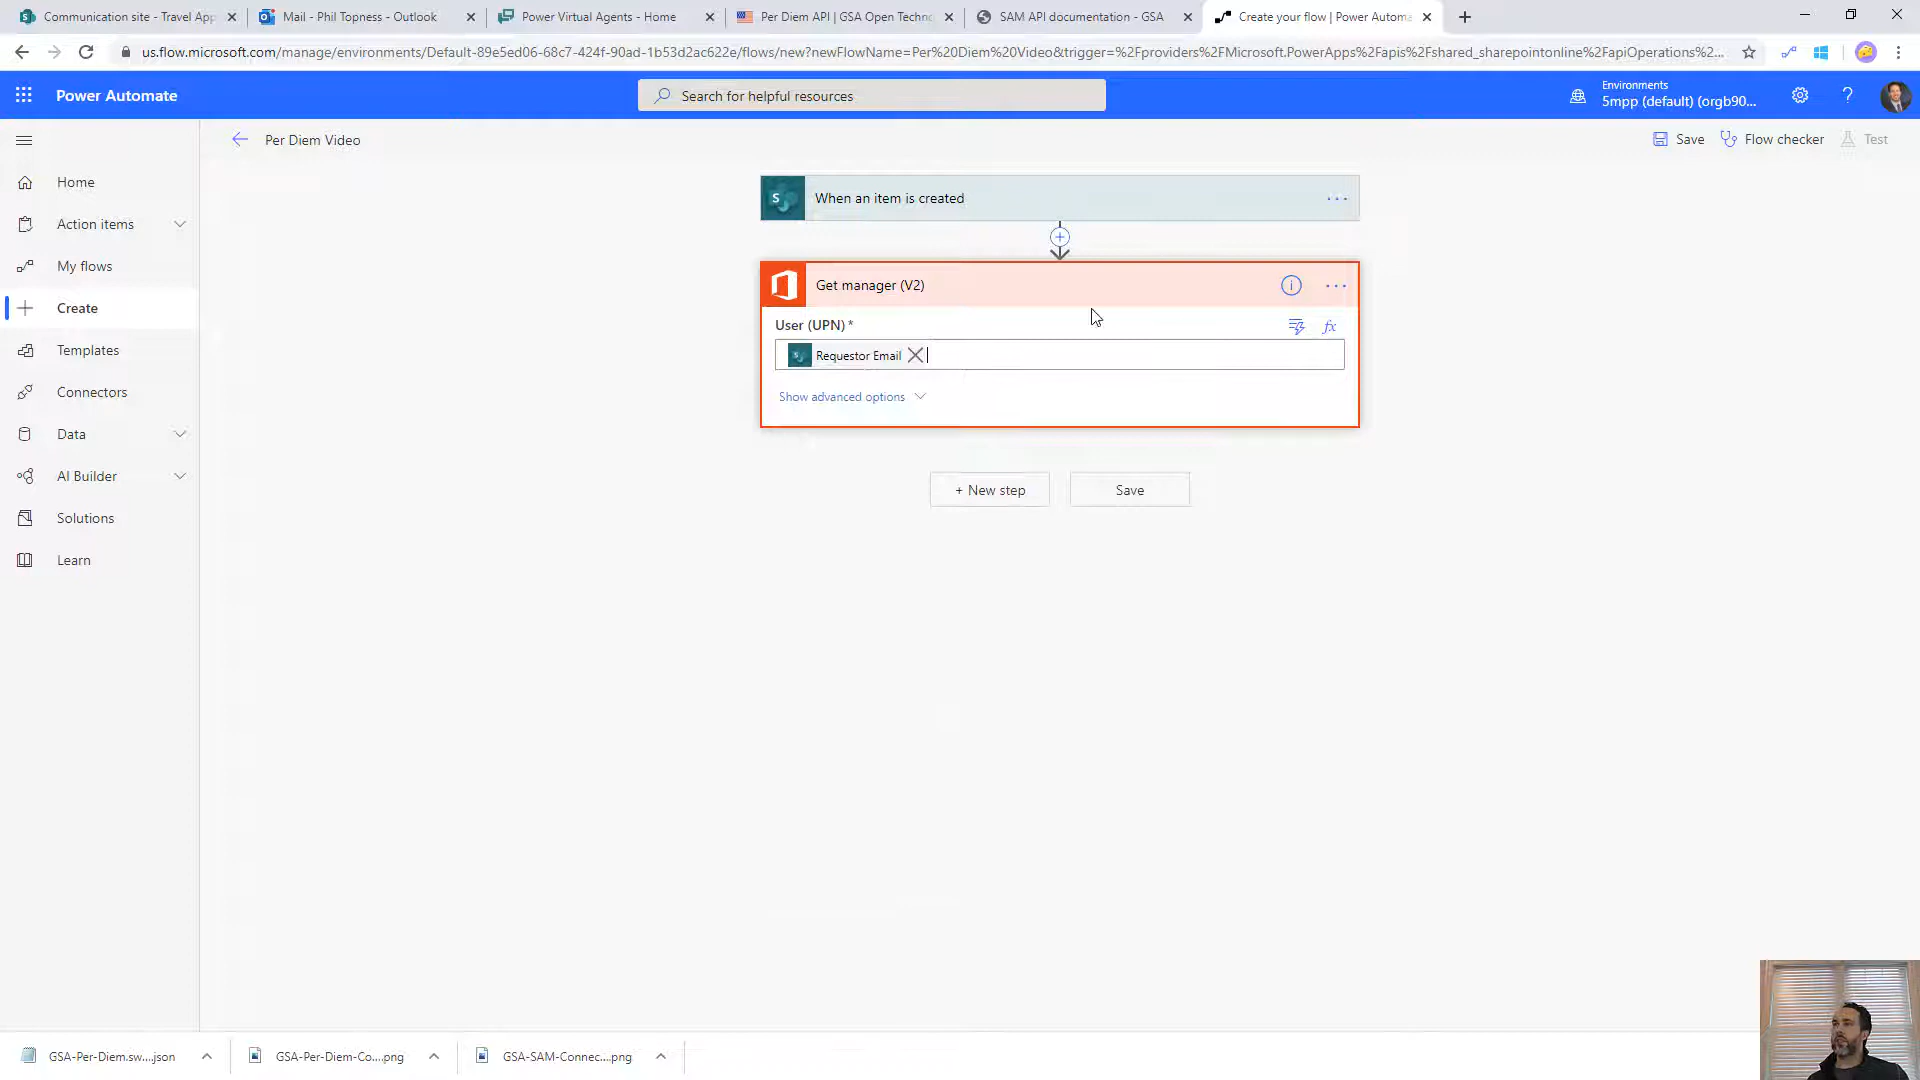 Communication site - Travel App
Mail - Phil Topness - Outlook
Power Virtual Agents - Home
Per Diem API | GSA Open Techno
SAM API documentation - GSA
Create your flow | Power Automa
us.flow.microsoft.com/manage/environments/Default-89e5ed06-68c7-424f-90ad-1b53d2ac622e/flows/new?newFlowName=Per%20Diem%20Video&trigger=%2Fproviders%2FMicrosoft.PowerApps%2Fapis%2Fshared_sharepointonline%2FapiOperations%2...
Power Automate
Search for helpful resources
Environments
5mpp (default) (orgb90...
Per Diem Video
Save
Flow checker
Test
Home
Action items
My flows
Create
Templates
Connectors
Data
AI Builder
Solutions
Learn
When an item is created
Get manager (V2)
User (UPN) *
fx
Requestor Email
Show advanced options
+ New step
Save
GSA-Per-Diem.sw....json
GSA-Per-Diem-Co....png
GSA-SAM-Connec....png